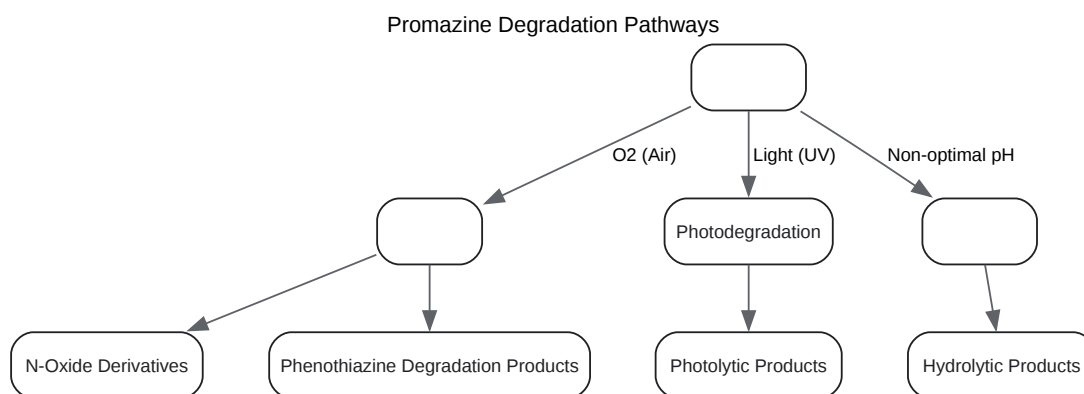 Promazine Degradation Pathways
O2 (Air)
Light (UV)
Non-optimal pH
Photodegradation
N-Oxide Derivatives
Phenothiazine Degradation Products
Photolytic Products
Hydrolytic Products